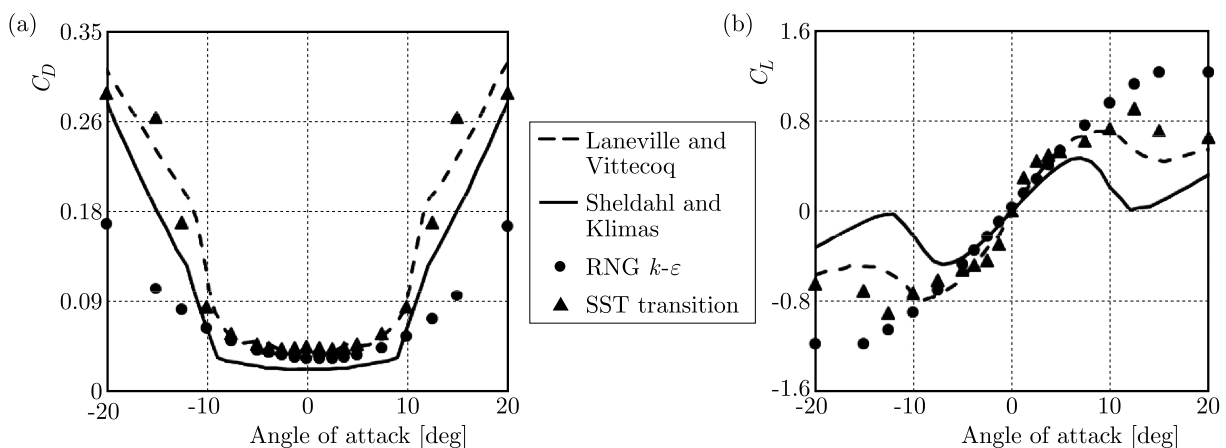 (a)
0.35
0.26
0.18
0.09
0
C_D
-20
-10
0
10
20
Angle of attack [deg]
Laneville and
Vittecoq
Sheldahl and
Klimas
RNG k-ε
SST transition
(b)
1.6
0.8
0
-0.8
-1.6
C_L
-20
-10
0
10
20
Angle of attack [deg]